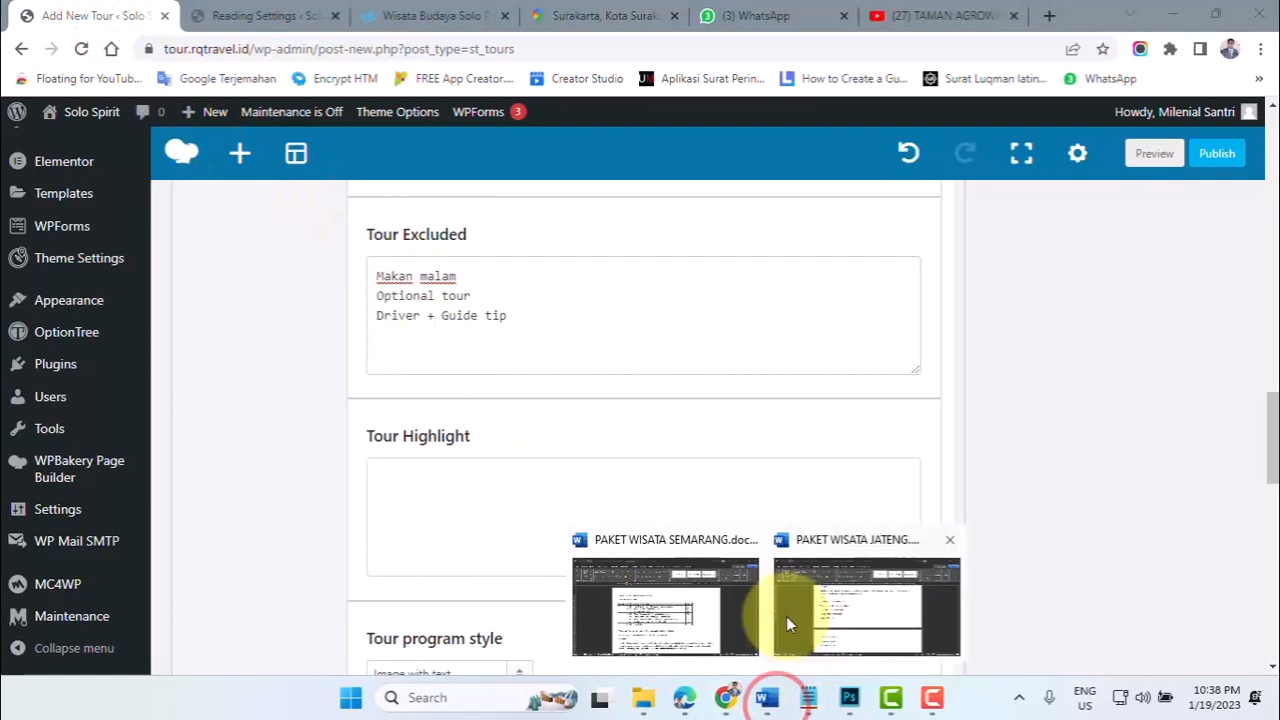 Add New Tour ‹ Solo S
Reading Settings ‹ Sol
Wisata Budaya Solo P
Surakarta, Kota Surak
(3) WhatsApp
(27) TAMAN AGROW
tour.rqtravel.id/wp-admin/post-new.php?post_type=st_tours
Floating for YouTub...
Google Terjemahan
Encrypt HTM
FREE App Creator....
Creator Studio
Aplikasi Surat Perin...
How to Create a Gu...
Surat Luqman latin...
WhatsApp
»
Solo Spirit
0
New
Maintenance is Off
Theme Options
WPForms
3
Howdy, Milenial Santri
Preview
Publish
Elementor
Templates
WPForms
Theme Settings
Appearance
OptionTree
Plugins
Users
Tools
WPBakery Page
Builder
Settings
WP Mail SMTP
MC4WP
Maintenance
Collapse menu
Tour Excluded
Makan malam
Optional tour
Driver + Guide tip
Tour Highlight
Tour program style
Image with text
PAKET WISATA SEMARANG.doc...
PAKET WISATA JATENG....
Search
ENG
US
10:38 PM
1/19/2023